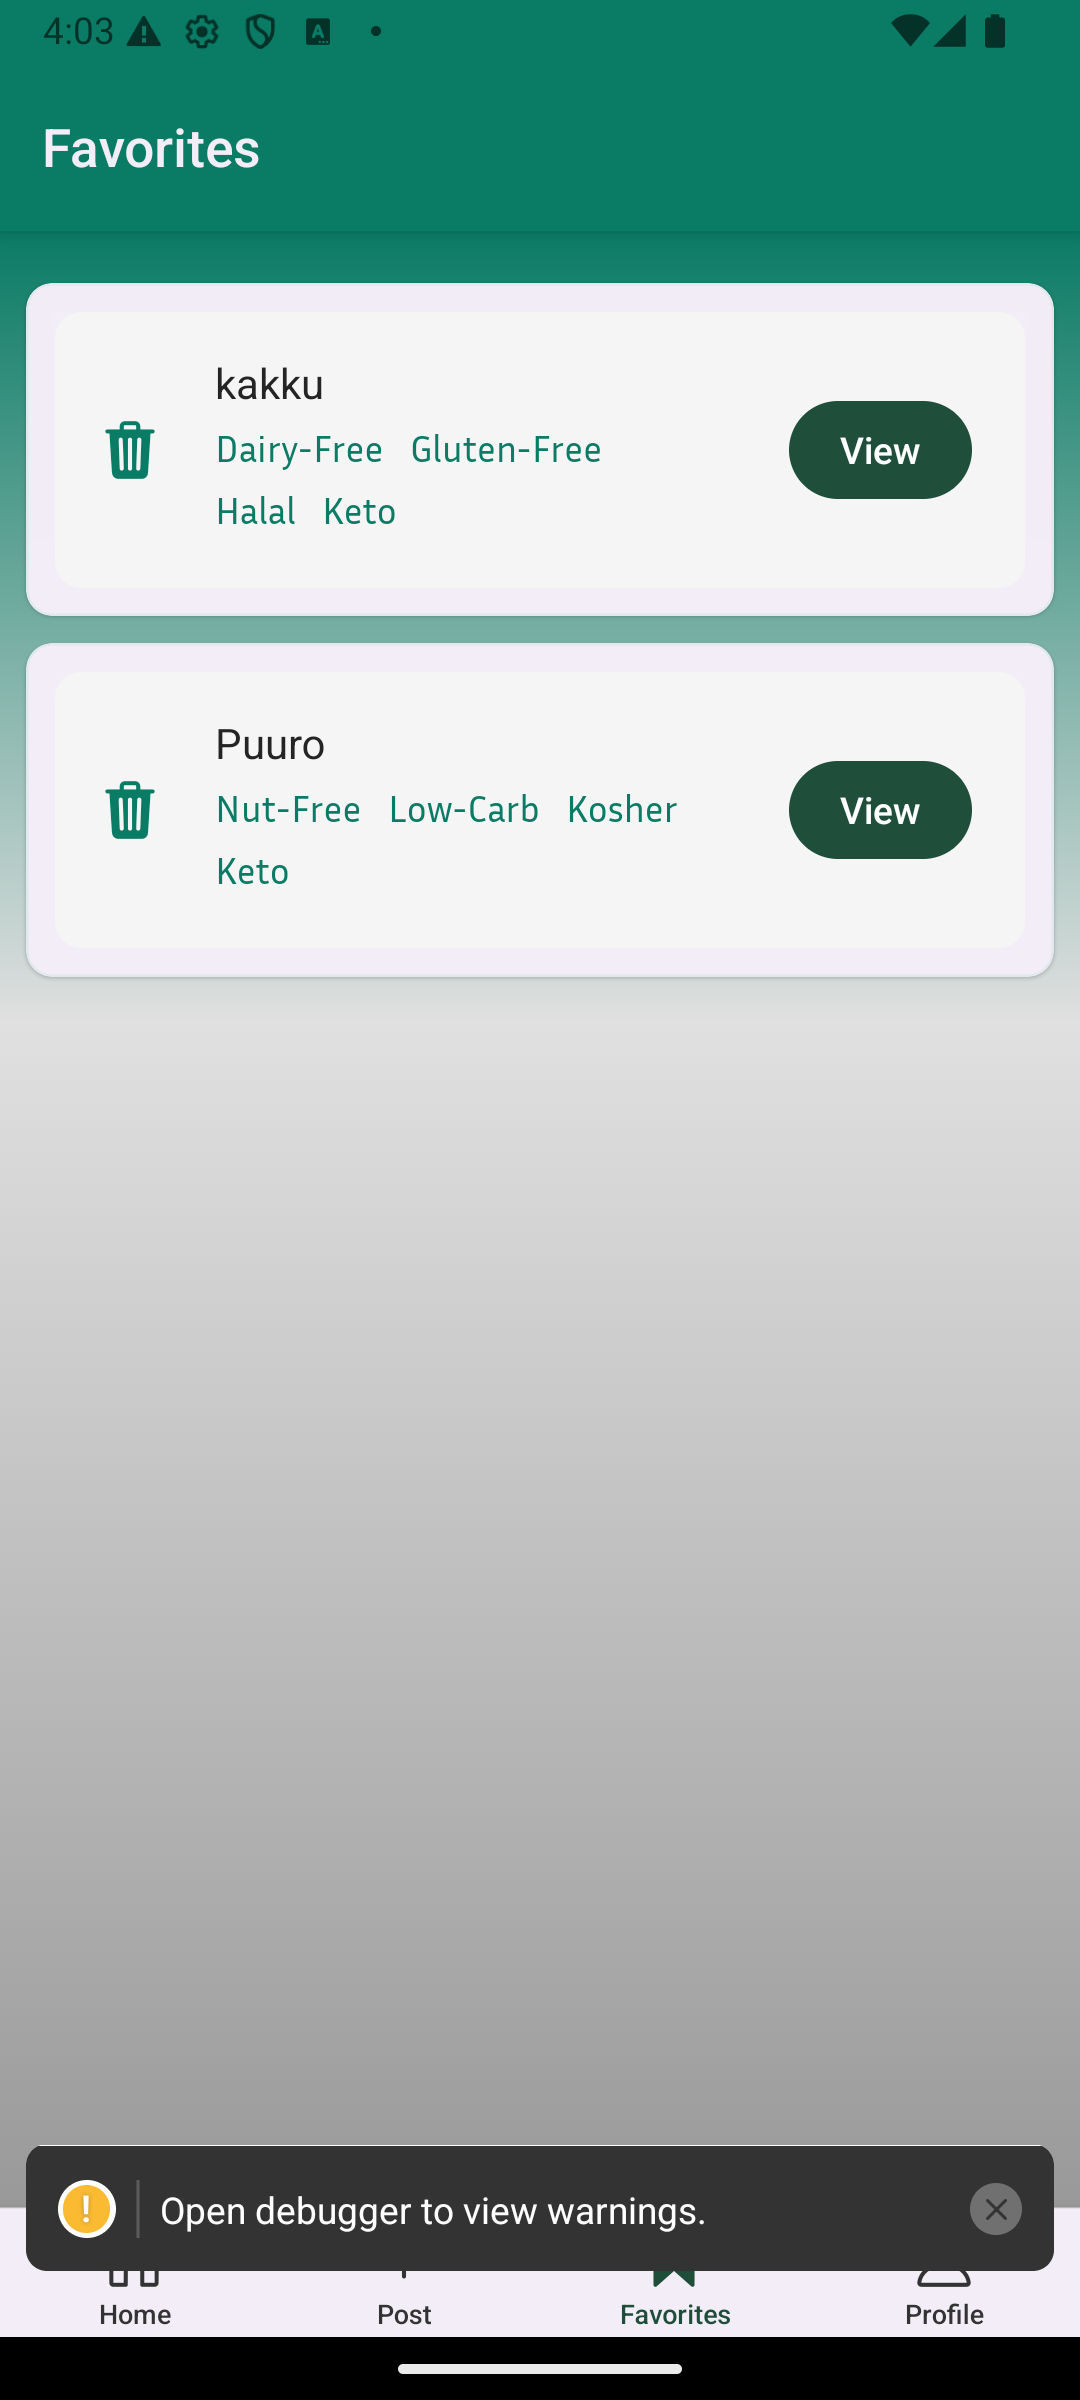 4:03
Favorites
kakku
Dairy-Free Gluten-Free
Halal Keto
View
Puuro
Nut-Free Low-Carb Kosher
Keto
View
Open debugger to view warnings.
Home Post Favorites Profile